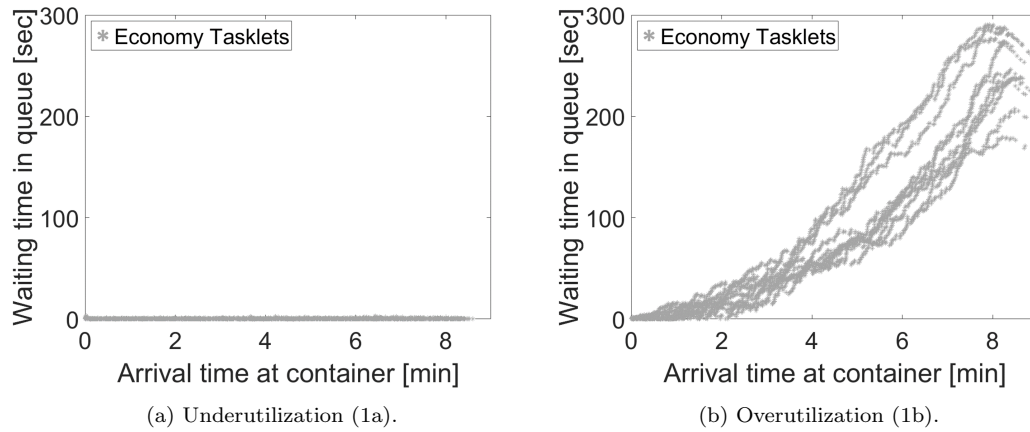 300
200
100
0
Waiting time in queue [sec]
* Economy Tasklets
0 2 4 6 8
Arrival time at container [min]
(a) Underutilization (1a).
300
200
100
0
Waiting time in queue [sec]
* Economy Tasklets
0 2 4 6 8
Arrival time at container [min]
(b) Overutilization (1b).